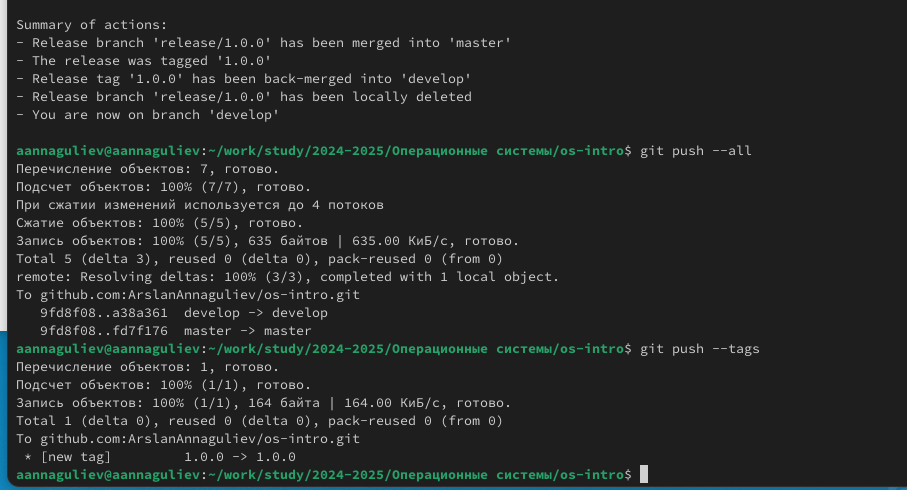 Summary of actions:
- Release branch 'release/1.0.0' has been merged into 'master'
- The release was tagged '1.0.0'
- Release tag '1.0.0' has been back-merged into 'develop'
- Release branch 'release/1.0.0' has been locally deleted
- You are now on branch 'develop'
aannaguliev@aannaguliev:~/work/study/2024-2025/Операционные системы/os-intro$ git push --all
Перечисление объектов: 7, готово.
Подсчет объектов: 100% (7/7), готово.
При сжатии изменений используется до 4 потоков
Сжатие объектов: 100% (5/5), готово.
Запись объектов: 100% (5/5), 635 байтов | 635.00 КиБ/с, готово.
Total 5 (delta 3), reused 0 (delta 0), pack-reused 0 (from 0)
remote: Resolving deltas: 100% (3/3), completed with 1 local object.
To github.com:ArslanAnnaguliev/os-intro.git
   9fd8f08..a38a361  develop -> develop
   9fd8f08..fd7f176  master -> master
aannaguliev@aannaguliev:~/work/study/2024-2025/Операционные системы/os-intro$ git push --tags
Перечисление объектов: 1, готово.
Подсчет объектов: 100% (1/1), готово.
Запись объектов: 100% (1/1), 164 байта | 164.00 КиБ/с, готово.
Total 1 (delta 0), reused 0 (delta 0), pack-reused 0 (from 0)
To github.com:ArslanAnnaguliev/os-intro.git
 * [new tag]         1.0.0 -> 1.0.0
aannaguliev@aannaguliev:~/work/study/2024-2025/Операционные системы/os-intro$